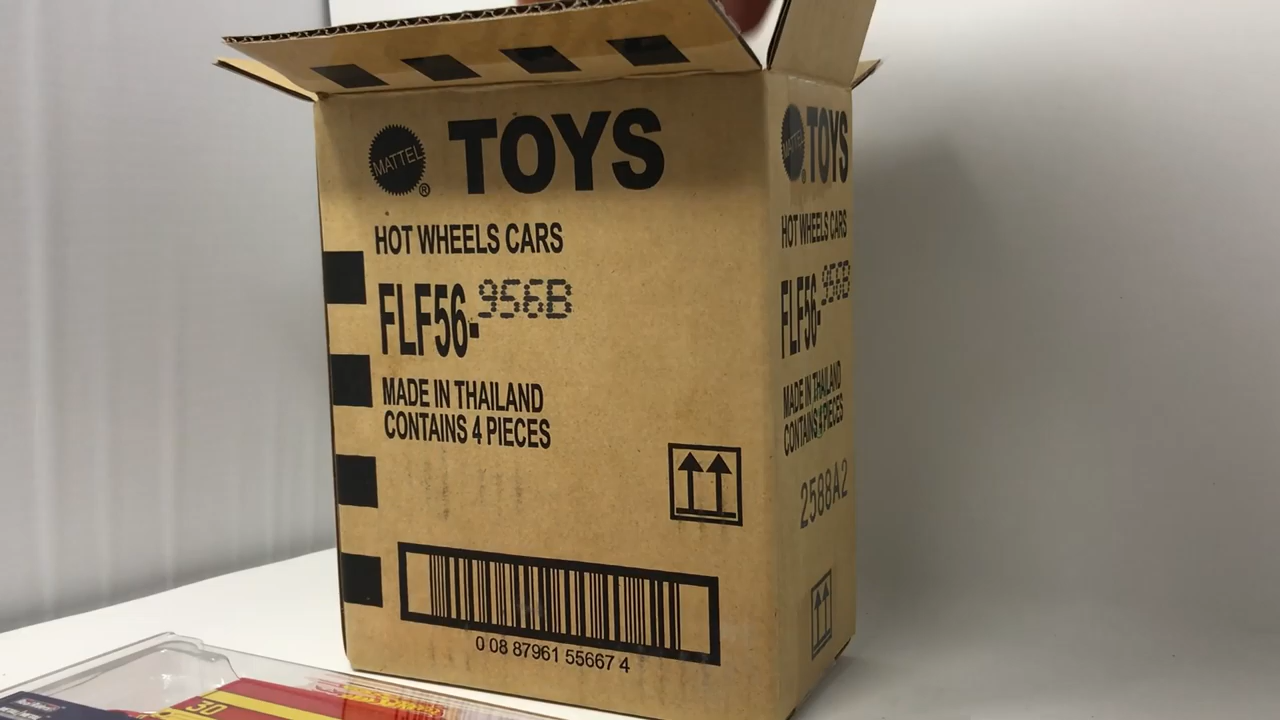 MATTEL ® TOYS
HOT WHEELS CARS
FLF56-956B
MADE IN THAILAND
CONTAINS 4 PIECES
0 08 87961 55667 4
MATTEL TOYS
HOT WHEELS CARS
FLF56-956B
MADE IN THAILAND
CONTAINS 4 PIECES
2588A2
30